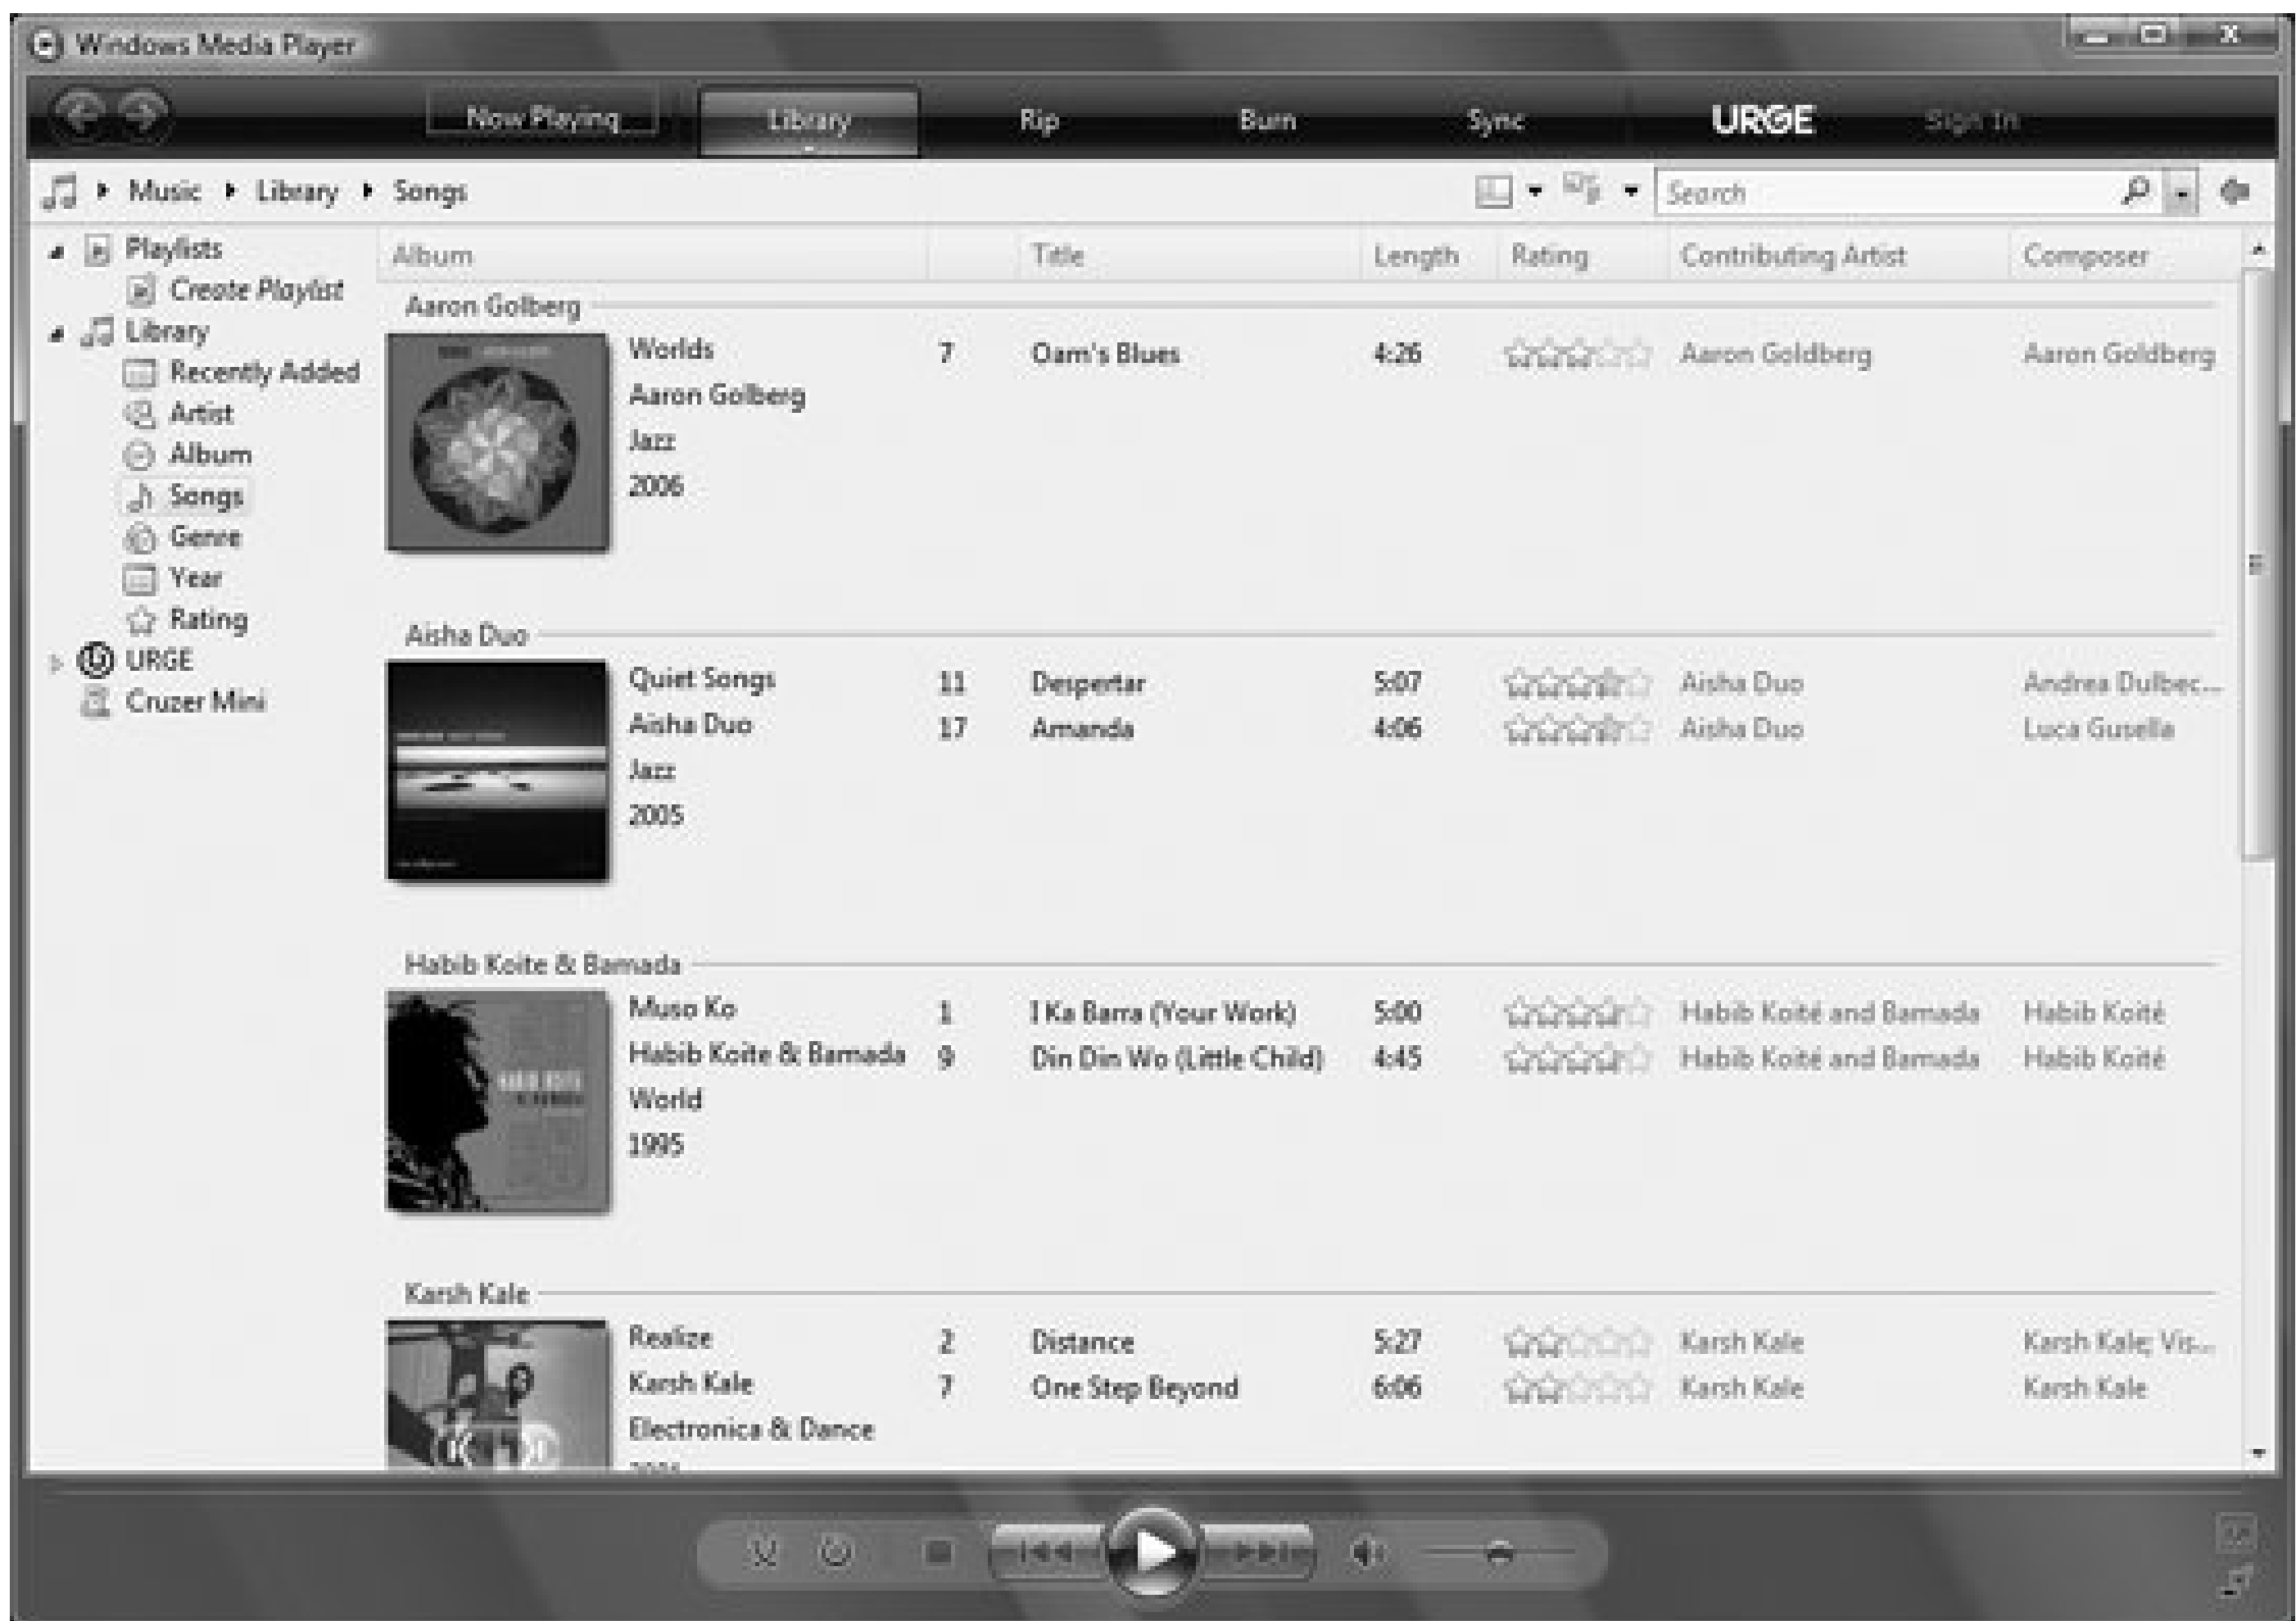 Windows Media Player
Now Playing Library Rip Burn Sync URGE Sign In
Music Library Songs Search
Playlists
Create Playlist
Library
Recently Added
Artist
Album
Songs
Genre
Year
Rating
URGE
Cruzer Mini
Album Title Length Rating Contributing Artist Composer
Aaron Golberg
Worlds 7 Oam's Blues 4:26 Aaron Goldberg Aaron Goldberg
Aaron Golberg
Jazz
2006
Aisha Duo
Quiet Songs 11 Despertar 5:07 Aisha Duo Andrea Dulbec...
Aisha Duo 17 Amanda 4:06 Aisha Duo Luca Gusella
Jazz
2005
Habib Koite & Bamada
Muso Ko 1 I Ka Barra (Your Work) 5:00 Habib Koité and Bamada Habib Koité
Habib Koite & Bamada 9 Din Din Wo (Little Child) 4:45 Habib Koité and Bamada Habib Koité
World
1995
Karsh Kale
Realize 2 Distance 5:27 Karsh Kale Karsh Kale; Vis...
Karsh Kale 7 One Step Beyond 6:06 Karsh Kale Karsh Kale
Electronica & Dance